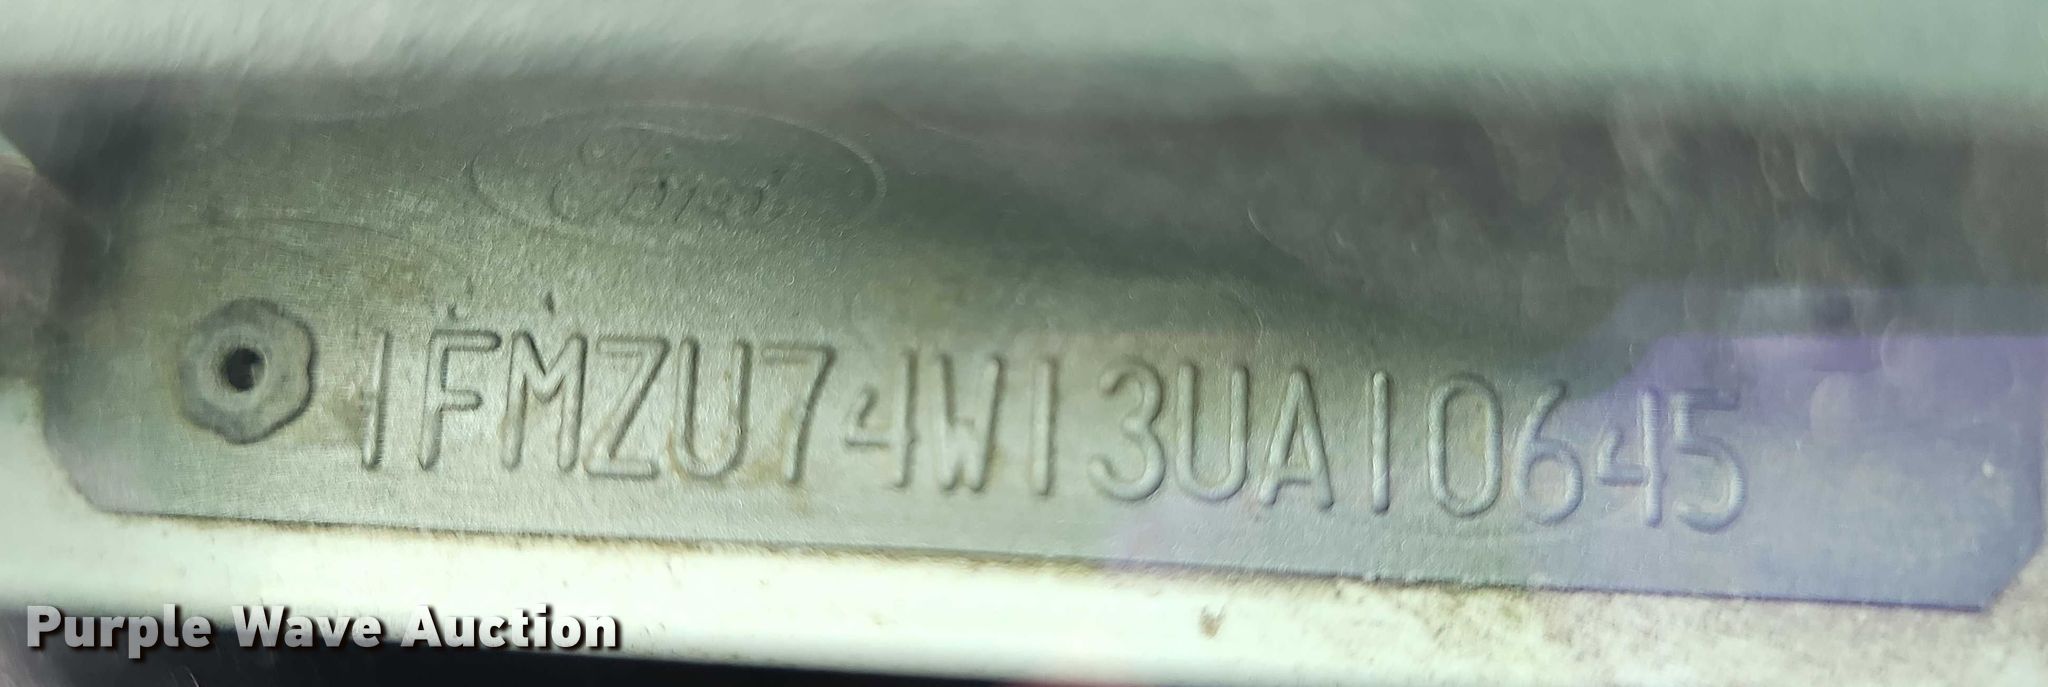 Ford
1FMZU74W13UA10645
Purple Wave Auction